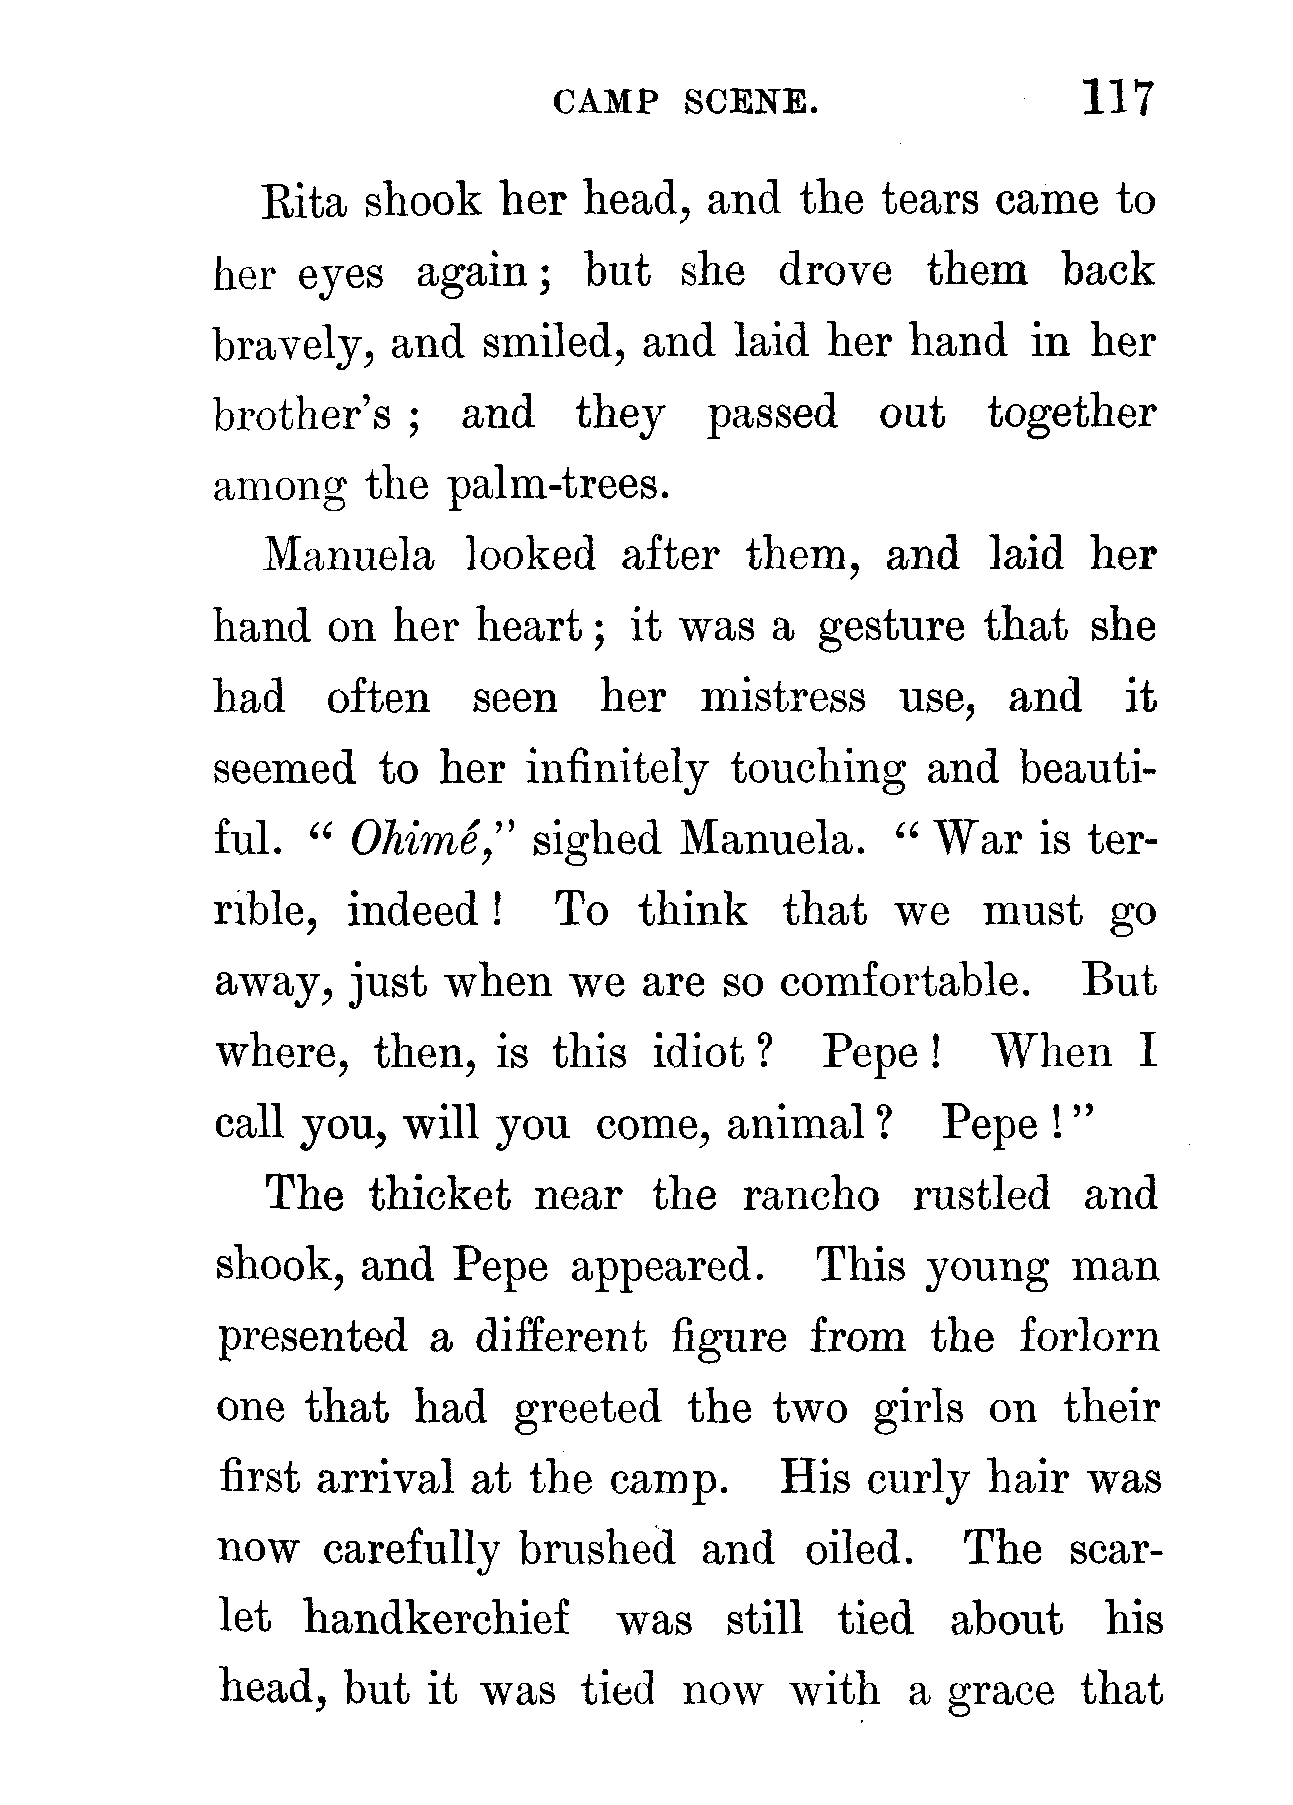 CAMP SCENE. 117
Rita shook her head, and the tears came to
her eyes again; but she drove them back
bravely, and smiled, and laid her hand in her
brother's; and they passed out together
among the palm-trees.
Manuela looked after them, and laid her
hand on her heart; it was a gesture that she
had often seen her mistress use, and it
seemed to her infinitely touching and beauti-
ful. "Ohimé," sighed Manuela. "War is ter-
rible, indeed! To think that we must go
away, just when we are so comfortable. But
where, then, is this idiot? Pepe! When I
call you, will you come, animal? Pepe!"
The thicket near the rancho rustled and
shook, and Pepe appeared. This young man
presented a different figure from the forlorn
one that had greeted the two girls on their
first arrival at the camp. His curly hair was
now carefully brushed and oiled. The scar-
let handkerchief was still tied about his
head, but it was tied now with a grace that